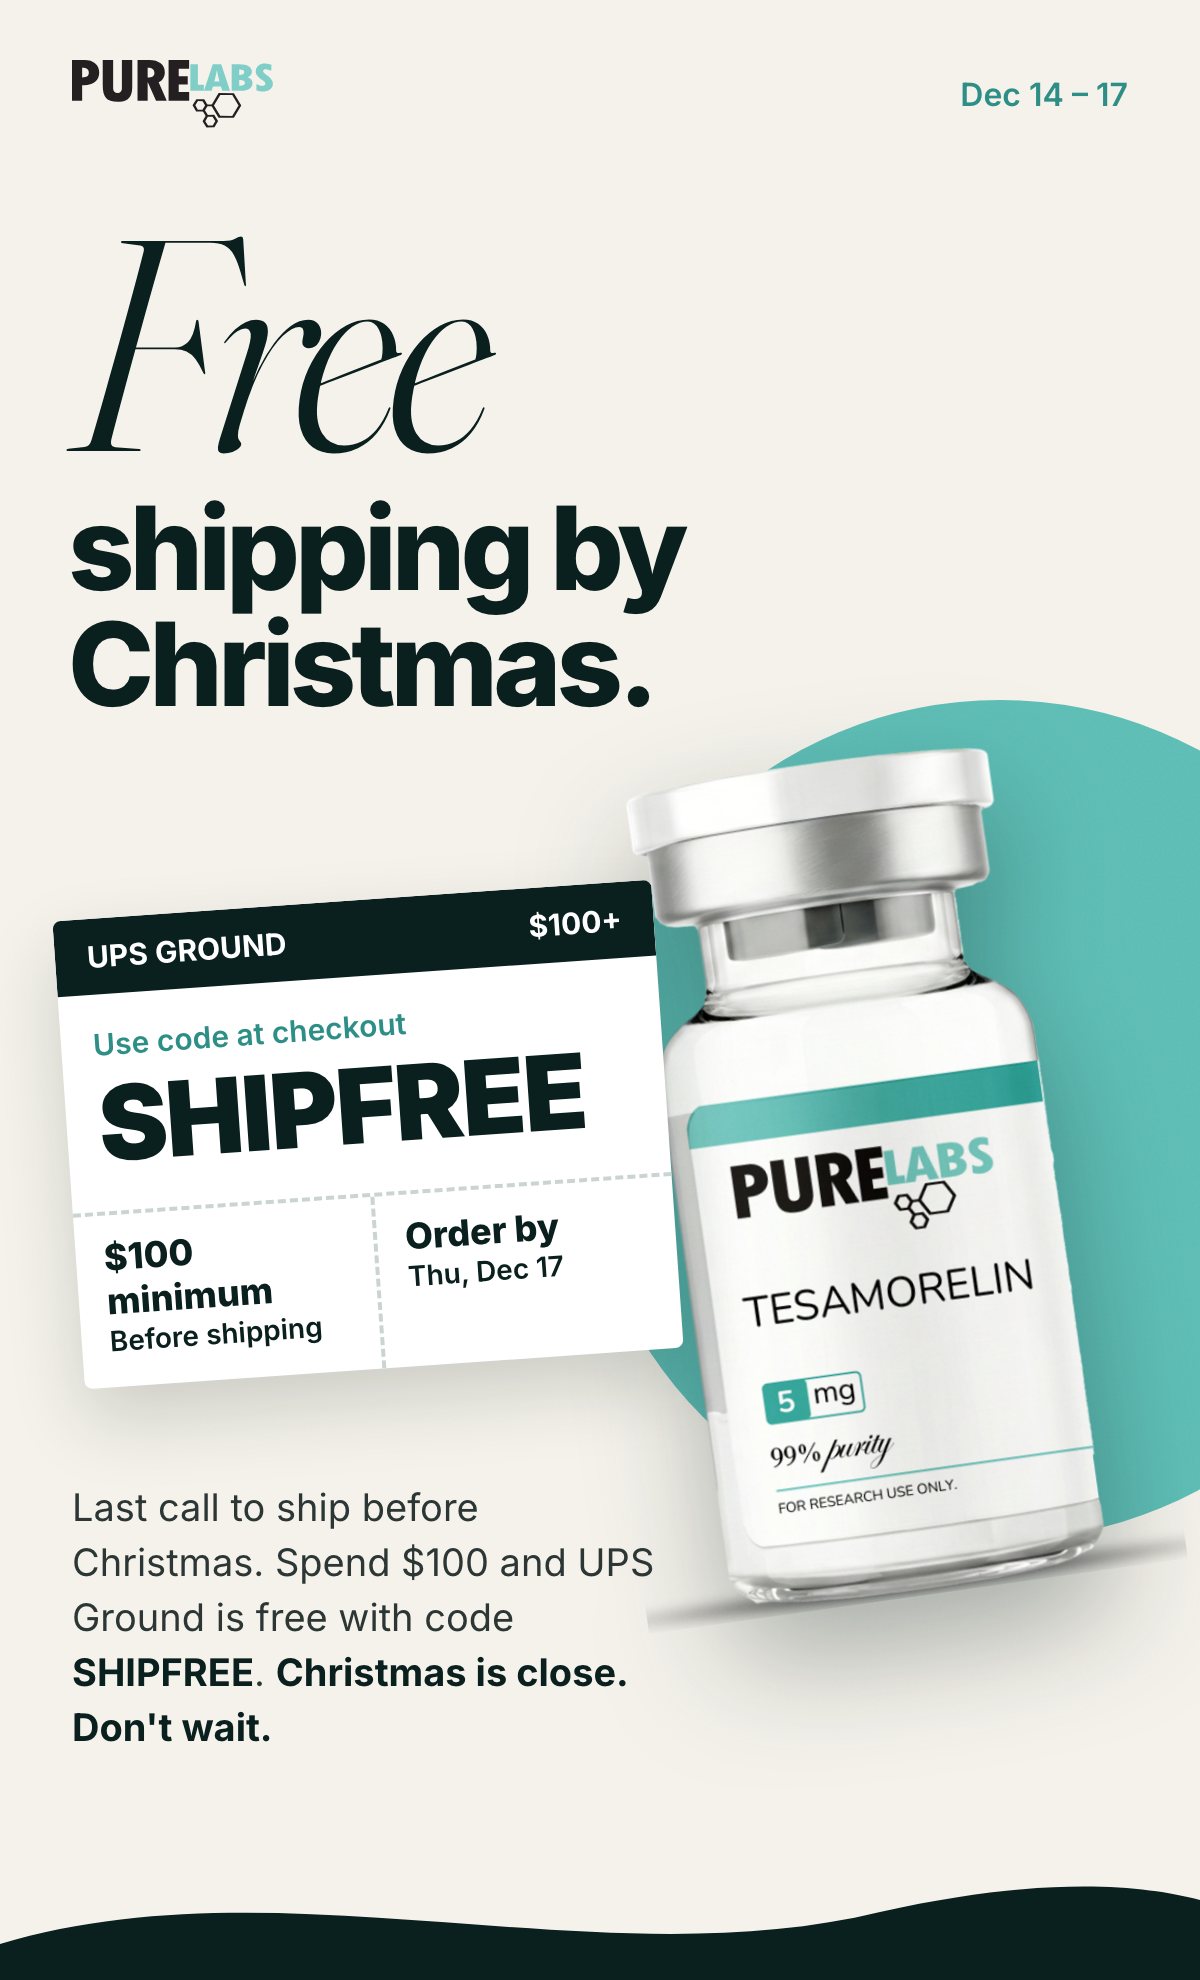 PURELABS
Dec 14 – 17
Free
shipping by
Christmas.
UPS GROUND
$100+
Use code at checkout
SHIPFREE
$100
minimum
Before shipping
Order by
Thu, Dec 17
PURELABS
TESAMORELIN
5 mg
99% purity
FOR RESEARCH USE ONLY.
Last call to ship before
Christmas. Spend $100 and UPS
Ground is free with code
SHIPFREE. Christmas is close.
Don't wait.